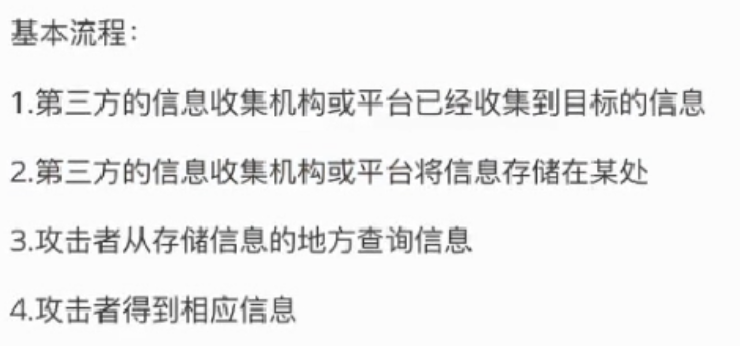 基本流程：
1.第三方的信息收集机构或平台已经收集到目标的信息
2.第三方的信息收集机构或平台将信息存储在某处
3.攻击者从存储信息的地方查询信息
4.攻击者得到相应信息